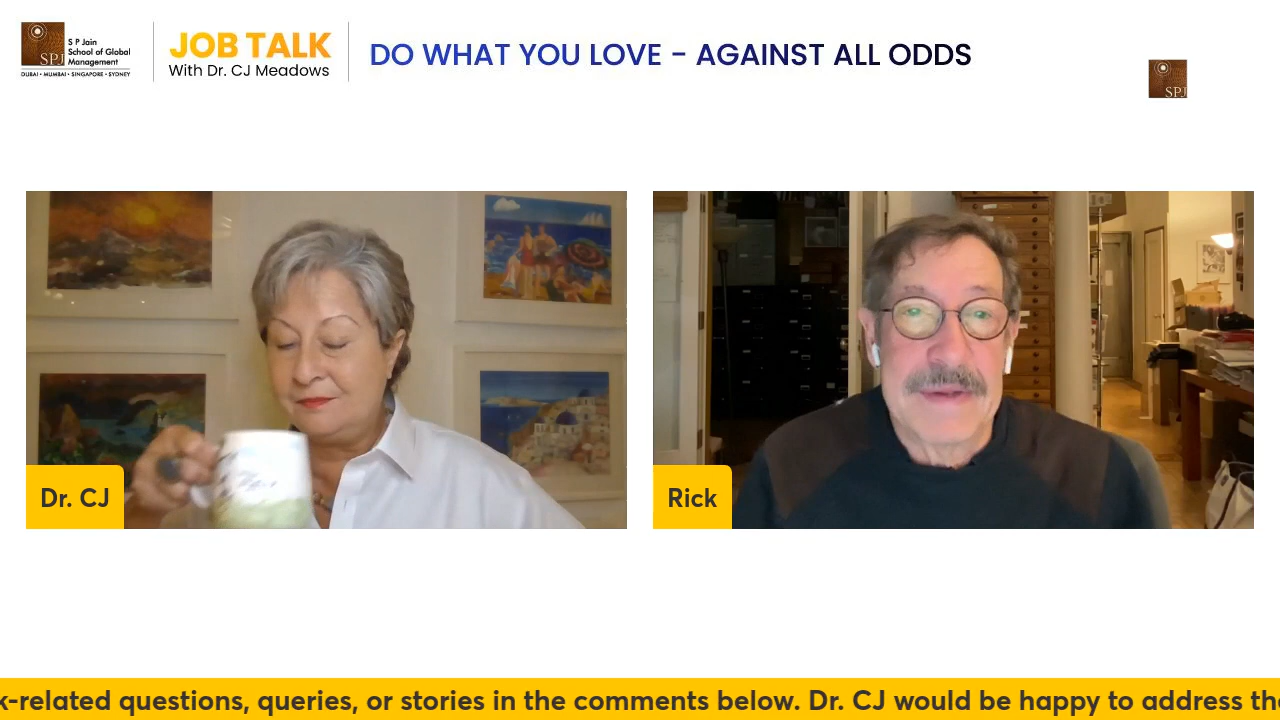 S P Jain
School of Global
Management
SPJ
DUBAI • MUMBAI • SINGAPORE • SYDNEY
JOB TALK
With Dr. CJ Meadows
DO WHAT YOU LOVE - AGAINST ALL ODDS
SPJ
Dr. CJ
Rick
k-related questions, queries, or stories in the comments below. Dr. CJ would be happy to address th